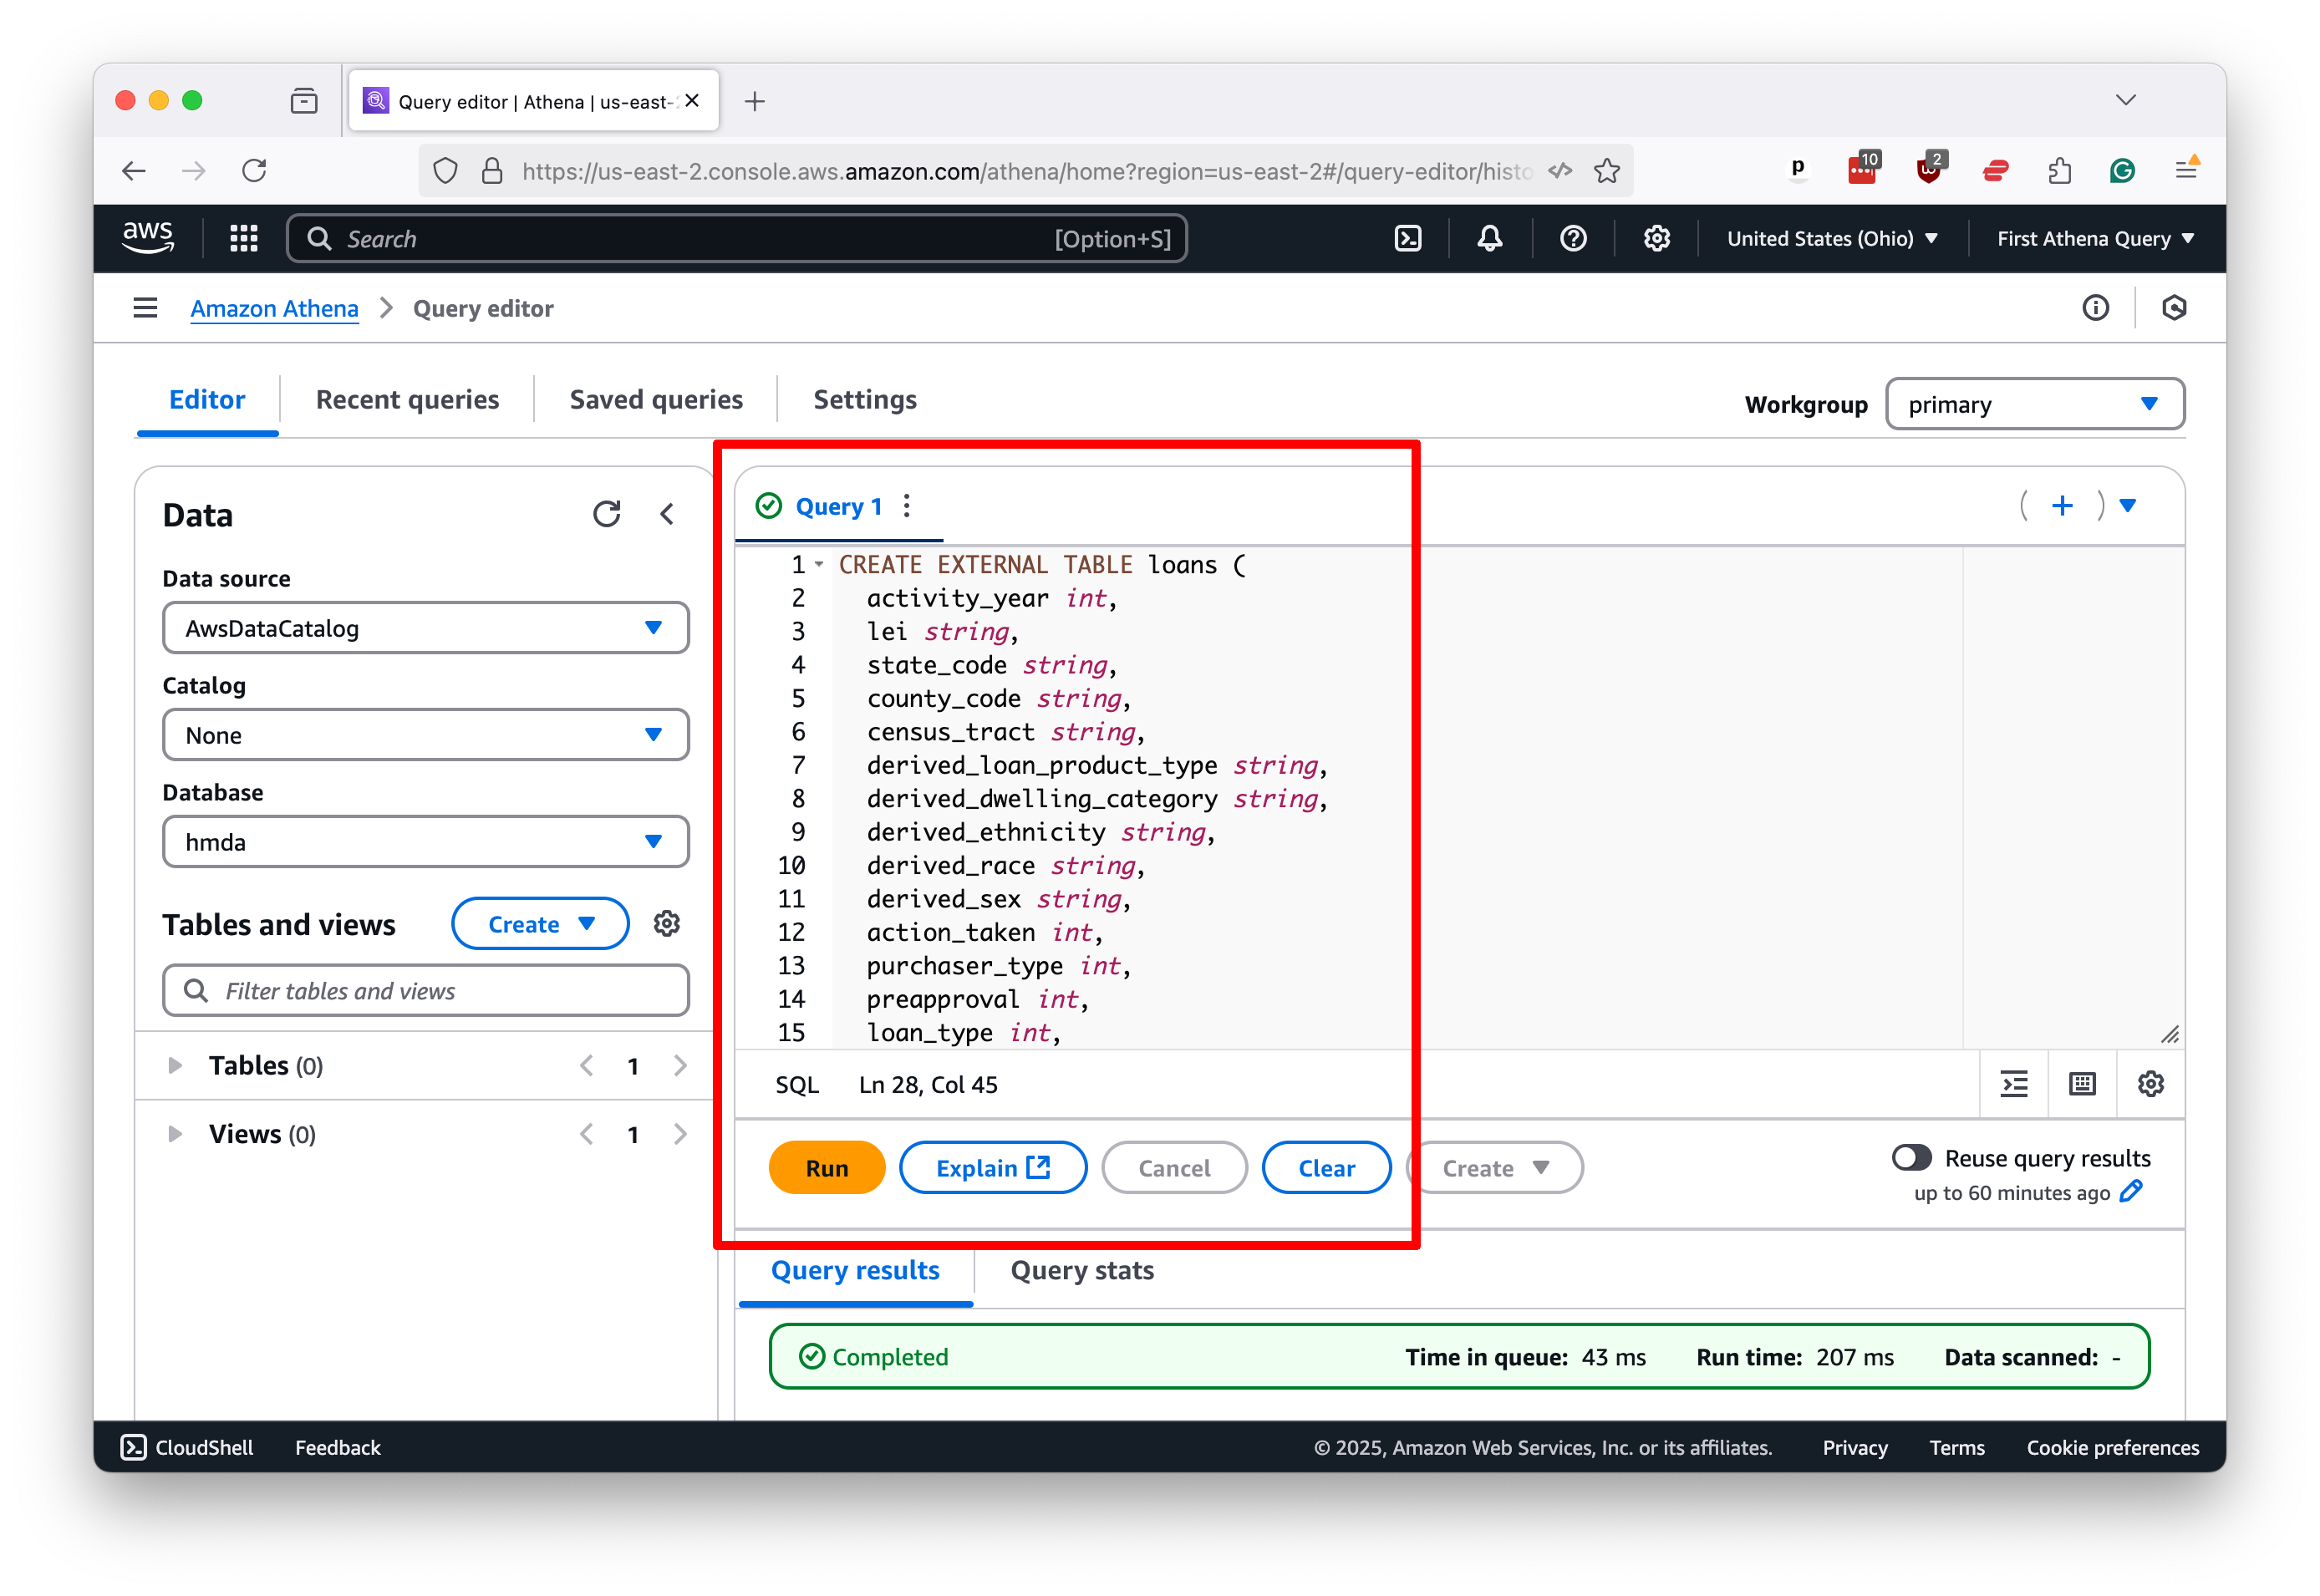 Query editor | Athena | us-east-
https://us-east-2.console.aws.amazon.com/athena/home?region=us-east-2#/query-editor/histo
p
10
2
aws
Search
[Option+S]
United States (Ohio)
First Athena Query
Amazon Athena
Query editor
Editor
Recent queries
Saved queries
Settings
Workgroup
primary
Data
Data source
AwsDataCatalog
Catalog
None
Database
hmda
Tables and views
Create
Filter tables and views
Tables (0)
1
Views (0)
1
Query 1
1 CREATE EXTERNAL TABLE loans (
2 activity_year int,
3 lei string,
4 state_code string,
5 county_code string,
6 census_tract string,
7 derived_loan_product_type string,
8 derived_dwelling_category string,
9 derived_ethnicity string,
10 derived_race string,
11 derived_sex string,
12 action_taken int,
13 purchaser_type int,
14 preapproval int,
15 loan_type int,
SQL Ln 28, Col 45
Run
Explain
Cancel
Clear
Create
Reuse query results
up to 60 minutes ago
Query results
Query stats
Completed
Time in queue: 43 ms
Run time: 207 ms
Data scanned: -
CloudShell
Feedback
© 2025, Amazon Web Services, Inc. or its affiliates.
Privacy
Terms
Cookie preferences